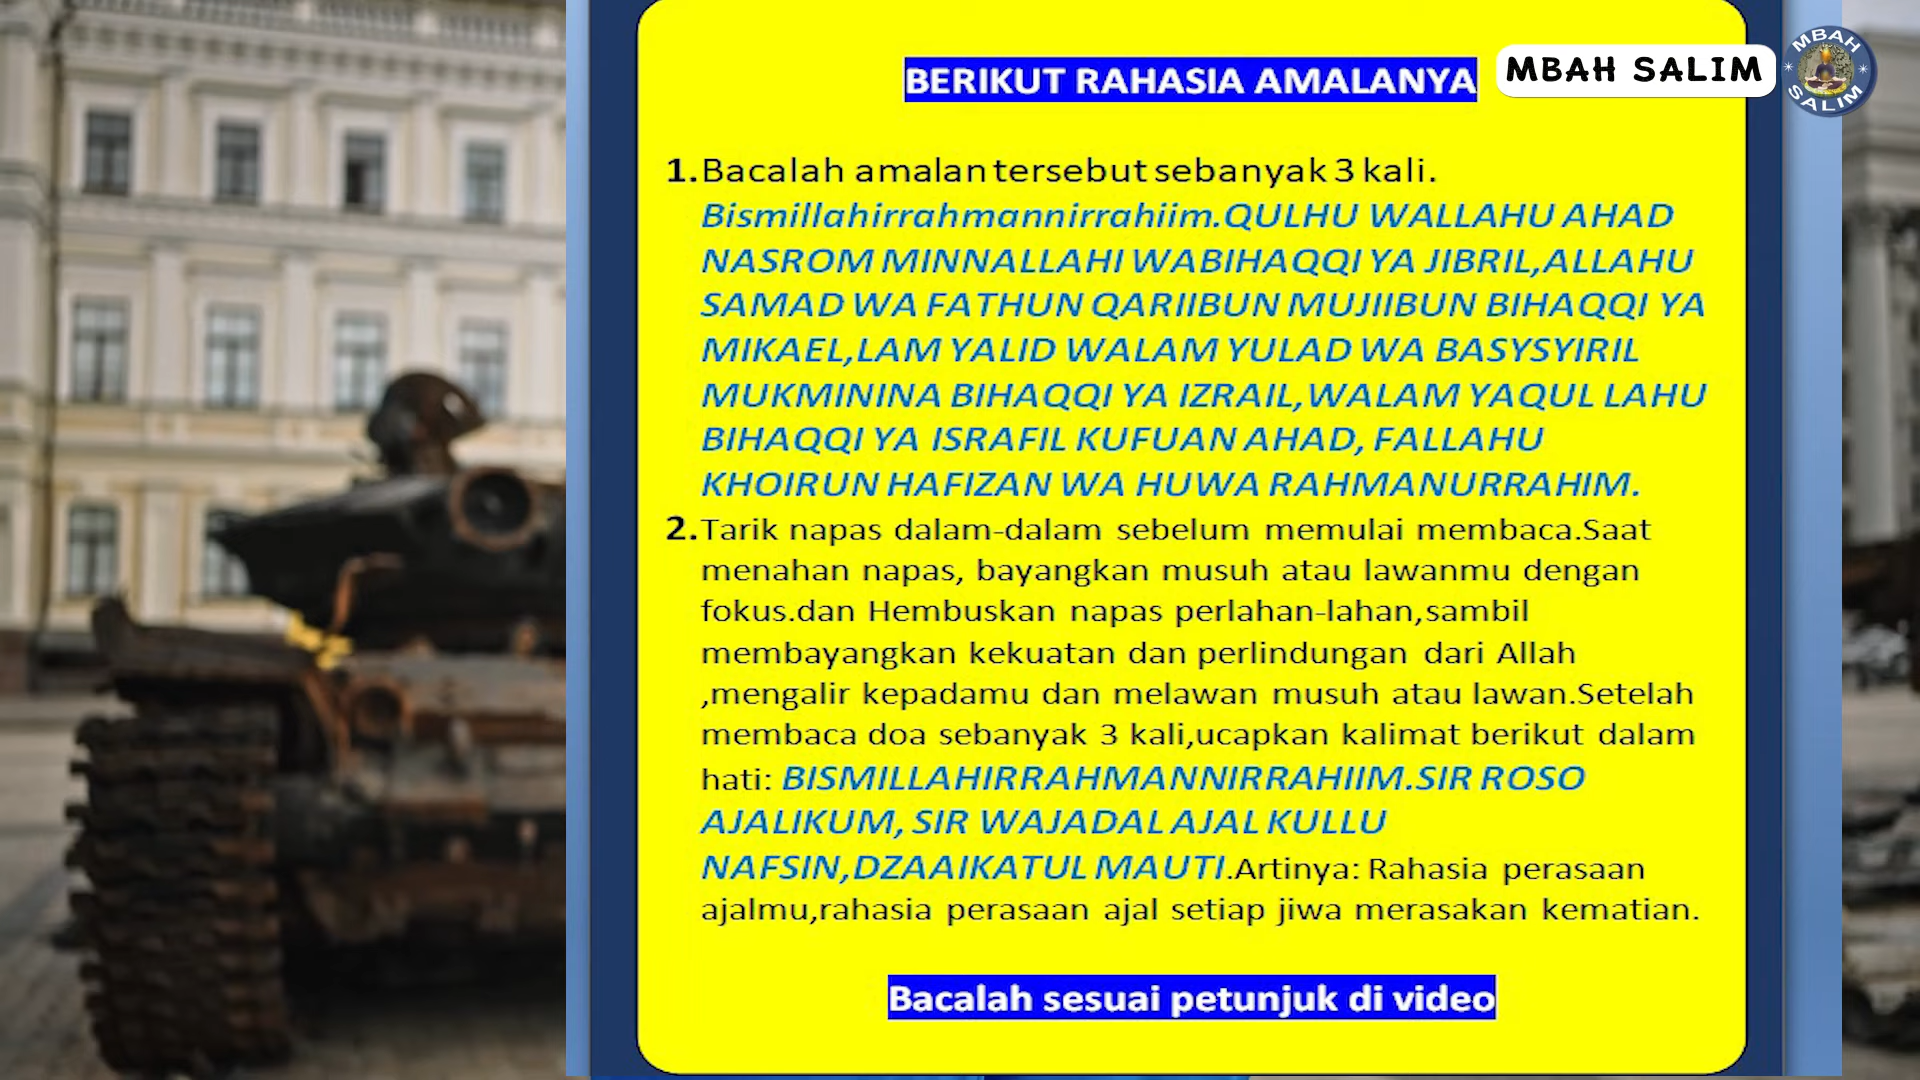 BERIKUT RAHASIA AMALANYA
MBAH SALIM
MBAH SALIM
1.Bacalah amalan tersebut sebanyak 3 kali.
Bismillahirrahmannirrahiim.QULHU WALLAHU AHAD
NASROM MINNALLAHI WABIHAQQI YA JIBRIL,ALLAHU
SAMAD WA FATHUN QARIIBUN MUJIIBUN BIHAQQI YA
MIKAEL,LAM YALID WALAM YULAD WA BASYSYIRIL
MUKMININA BIHAQQI YA IZRAIL,WALAM YAQUL LAHU
BIHAQQI YA ISRAFIL KUFUAN AHAD, FALLAHU
KHOIRUN HAFIZAN WA HUWA RAHMANURRAHIM.
2.Tarik napas dalam-dalam sebelum memulai membaca.Saat
menahan napas, bayangkan musuh atau lawanmu dengan
fokus.dan Hembuskan napas perlahan-lahan,sambil
membayangkan kekuatan dan perlindungan dari Allah
,mengalir kepadamu dan melawan musuh atau lawan.Setelah
membaca doa sebanyak 3 kali,ucapkan kalimat berikut dalam
hati: BISMILLAHIRRAHMANNIRRAHIIM.SIR ROSO
AJALIKUM, SIR WAJADAL AJAL KULLU
NAFSIN,DZAAIKATUL MAUTI.Artinya: Rahasia perasaan
ajalmu,rahasia perasaan ajal setiap jiwa merasakan kematian.
Bacalah sesuai petunjuk di video